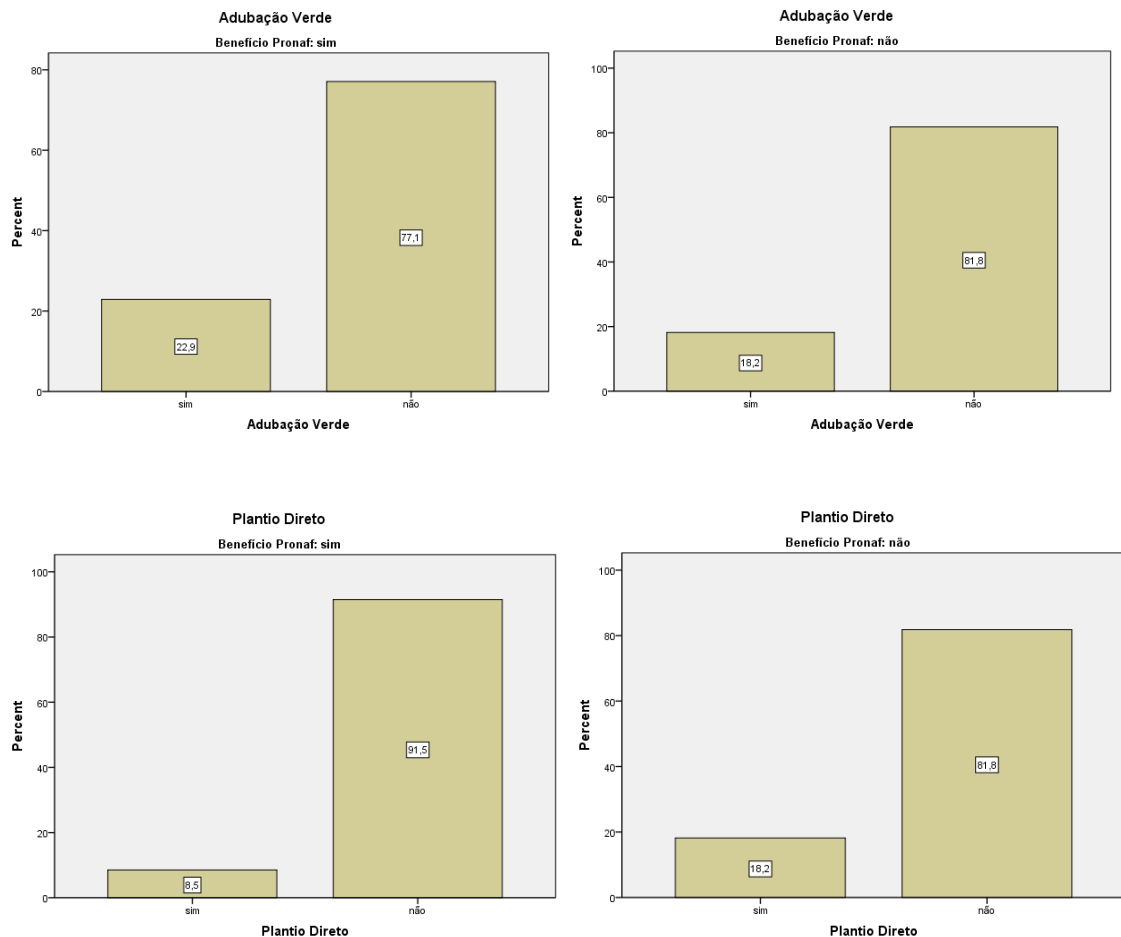 Adubação Verde
Benefício Pronaf: sim
80
60
40
20
0
Percent
77,1
22,9
sim
não
Adubação Verde
Adubação Verde
Benefício Pronaf: não
100
80
60
40
20
0
Percent
81,8
18,2
sim
não
Adubação Verde
Plantio Direto
Benefício Pronaf: sim
100
80
60
40
20
0
Percent
91,5
8,5
sim
não
Plantio Direto
Plantio Direto
Benefício Pronaf: não
100
80
60
40
20
0
Percent
81,8
18,2
sim
não
Plantio Direto